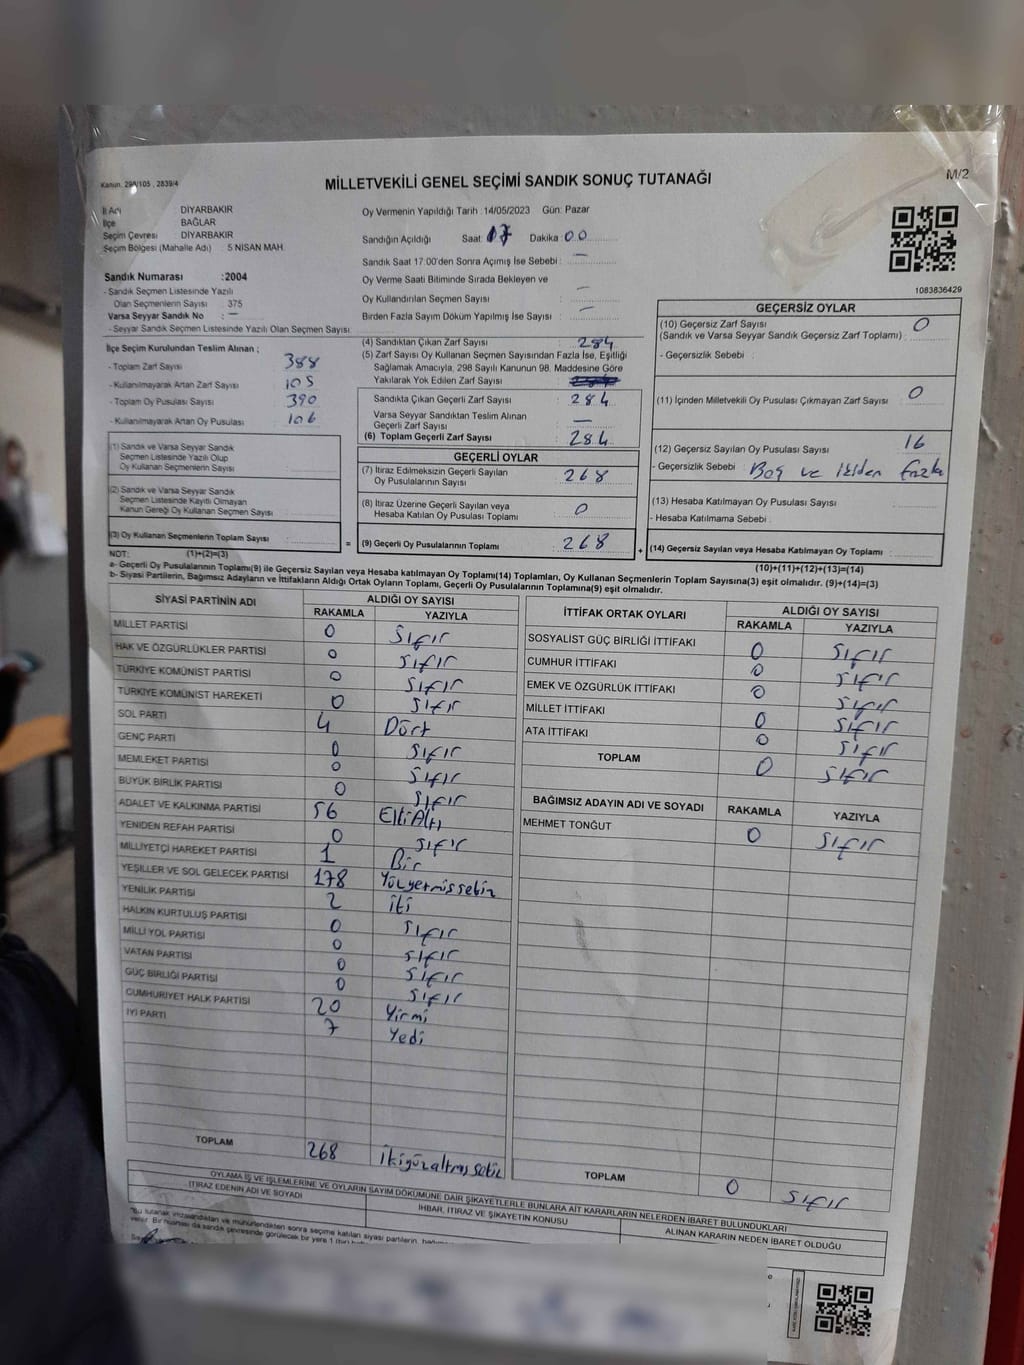 Kanun. 298/105 , 2839/4
MİLLETVEKİLİ GENEL SEÇİMİ SANDIK SONUÇ TUTANAĞI
M/2
İl Adı DİYARBAKIR
İlçe BAĞLAR
Seçim Çevresi DİYARBAKIR
Seçim Bölgesi (Mahalle Adı) 5 NİSAN MAH.
Oy Vermenin Yapıldığı Tarih :14/05/2023 Gün: Pazar
Sandığın Açıldığı Saat 17 Dakika 00
Sandık Saat 17:00'den Sonra Açımış İse Sebebi : —
Oy Verme Saati Bitiminde Sırada Bekleyen ve
Oy Kullandırılan Seçmen Sayısı : —
Birden Fazla Sayım Döküm Yapılmış İse Sayısı : —
1083836429
Sandık Numarası :2004
- Sandık Seçmen Listesinde Yazılı
Olan Seçmenlerin Sayısı 375
Varsa Seyyar Sandık No : —
- Seyyar Sandık Seçmen Listesinde Yazılı Olan Seçmen Sayısı:
İlçe Seçim Kurulundan Teslim Alınan ;
- Toplam Zarf Sayısı : 388
- Kullanılmayarak Artan Zarf Sayısı : 105
- Toplam Oy Pusulası Sayısı : 390
- Kullanılmayarak Artan Oy Pusulası : 106
(4) Sandıktan Çıkan Zarf Sayısı : 284
(5) Zarf Sayısı Oy Kullanan Seçmen Sayısından Fazla İse, Eşitliği
Sağlamak Amacıyla, 298 Sayılı Kanunun 98. Maddesine Göre
Yakılarak Yok Edilen Zarf Sayısı
Sandıkta Çıkan Geçerli Zarf Sayısı : 284
Varsa Seyyar Sandıktan Teslim Alınan
Geçerli Zarf Sayısı : —
(6) Toplam Geçerli Zarf Sayısı : 284
GEÇERSİZ OYLAR
(10) Geçersiz Zarf Sayısı 0
(Sandık ve Varsa Seyyar Sandık Geçersiz Zarf Toplamı) :
- Geçersizlik Sebebi :
(11) İçinden Milletvekili Oy Pusulası Çıkmayan Zarf Sayısı : 0
(12) Geçersiz Sayılan Oy Pusulası Sayısı : 16
- Geçersizlik Sebebi Boş ve ikiden fazla
(13) Hesaba Katılmayan Oy Pusulası Sayısı :
- Hesaba Katılmama Sebebi :
(14) Geçersiz Sayılan veya Hesaba Katılmayan Oy Toplamı :
(10)+(11)+(12)+(13)=(14)
(1) Sandık ve Varsa Seyyar Sandık
Seçmen Listesinde Yazılı Olup
Oy Kullanan Seçmenlerin Sayısı
(2) Sandık ve Varsa Seyyar Sandık
Seçmen Listesinde Kayıtlı Olmayan
Kanun Gereği Oy Kullanan Seçmen Sayısı :
(3) Oy Kullanan Seçmenlerin Toplam Sayısı :
(1)+(2)=(3)
GEÇERLİ OYLAR
(7) İtiraz Edilmeksizin Geçerli Sayılan
Oy Pusulalarının Sayısı : 268
(8) İtiraz Üzerine Geçerli Sayılan veya
Hesaba Katılan Oy Pusulası Toplamı : 0
= (9) Geçerli Oy Pusulalarının Toplamı : 268 +
NOT:
a- Geçerli Oy Pusulalarının Toplamı(9) ile Geçersiz Sayılan veya Hesaba katılmayan Oy Toplamı(14) Toplamları, Oy Kullanan Seçmenlerin Toplam Sayısına(3) eşit olmalıdır. (9)+(14)=(3)
b- Siyasi Partilerin, Bağımsız Adayların ve İttifakların Aldığı Ortak Oyların Toplamı, Geçerli Oy Pusulalarının Toplamına(9) eşit olmalıdır.
SİYASİ PARTİNİN ADI ALDIĞI OY SAYISI
RAKAMLA YAZIYLA
MİLLET PARTİSİ 0 Sıfır
HAK VE ÖZGÜRLÜKLER PARTİSİ 0 Sıfır
TÜRKİYE KOMÜNİST PARTİSİ 0 Sıfır
TÜRKİYE KOMÜNİST HAREKETİ 0 Sıfır
SOL PARTİ 4 Dört
GENÇ PARTİ 0 Sıfır
MEMLEKET PARTİSİ 0 Sıfır
BÜYÜK BİRLİK PARTİSİ 0 Sıfır
ADALET VE KALKINMA PARTİSİ 56 Elli Altı
YENİDEN REFAH PARTİSİ 0 Sıfır
MİLLİYETÇİ HAREKET PARTİSİ 1 Bir
YEŞİLLER VE SOL GELECEK PARTİSİ 178 Yüzyetmişsekiz
YENİLİK PARTİSİ 2 iki
HALKIN KURTULUŞ PARTİSİ 0 Sıfır
MİLLİ YOL PARTİSİ 0 Sıfır
VATAN PARTİSİ 0 Sıfır
GÜÇ BİRLİĞİ PARTİSİ 0 Sıfır
CUMHURİYET HALK PARTİSİ 20 Yirmi
İYİ PARTİ 7 Yedi
TOPLAM 268 ikiyüzaltmışsekiz
İTTİFAK ORTAK OYLARI ALDIĞI OY SAYISI
RAKAMLA YAZIYLA
SOSYALİST GÜÇ BİRLİĞİ İTTİFAKI 0 Sıfır
CUMHUR İTTİFAKI 0 Sıfır
EMEK VE ÖZGÜRLÜK İTTİFAKI 0 Sıfır
MİLLET İTTİFAKI 0 Sıfır
ATA İTTİFAKI 0 Sıfır
TOPLAM 0 Sıfır
BAĞIMSIZ ADAYIN ADI VE SOYADI RAKAMLA YAZIYLA
MEHMET TONĞUT 0 Sıfır
TOPLAM 0 Sıfır
OYLAMA İŞ VE İŞLEMLERİNE VE OYLARIN SAYIM DÖKÜMÜNE DAİR ŞİKAYETLERLE BUNLARA AİT KARARLARIN NELERDEN İBARET BULUNDUKLARI
İTİRAZ EDENİN ADI VE SOYADI İHBAR, İTİRAZ VE ŞİKAYETİN KONUSU ALINAN KARARIN NEDEN İBARET OLDUĞU
"Bu tutanak imzalandıktan ve mühürlendikten sonra seçime katılan siyasi partilerin,